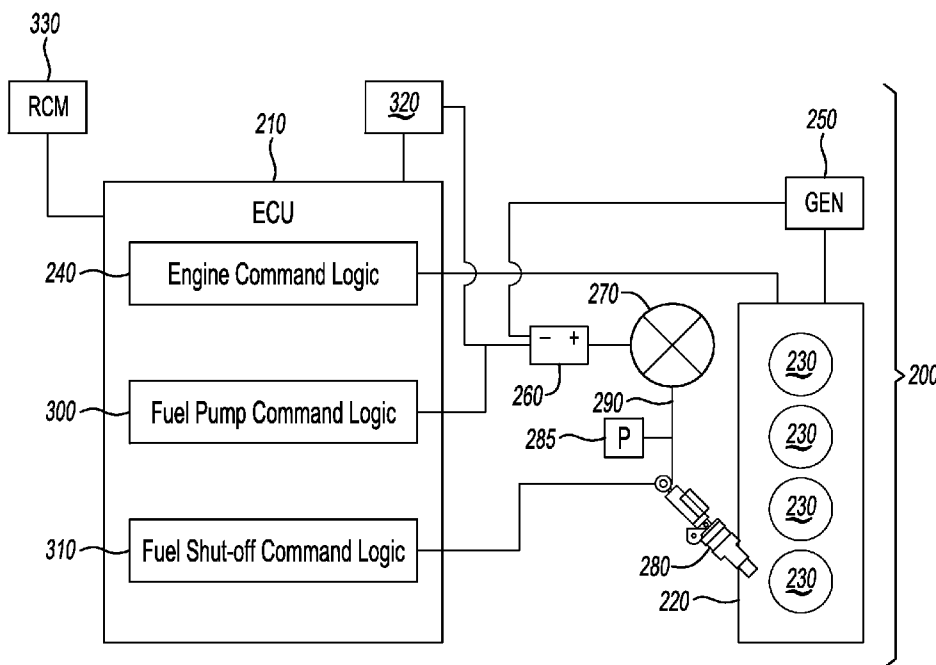 330
RCM
320
210
250
GEN
ECU
240
Engine Command Logic
270
- +
260
230
200
290
300
Fuel Pump Command Logic
285
P
230
230
310
Fuel Shut-off Command Logic
280
230
220